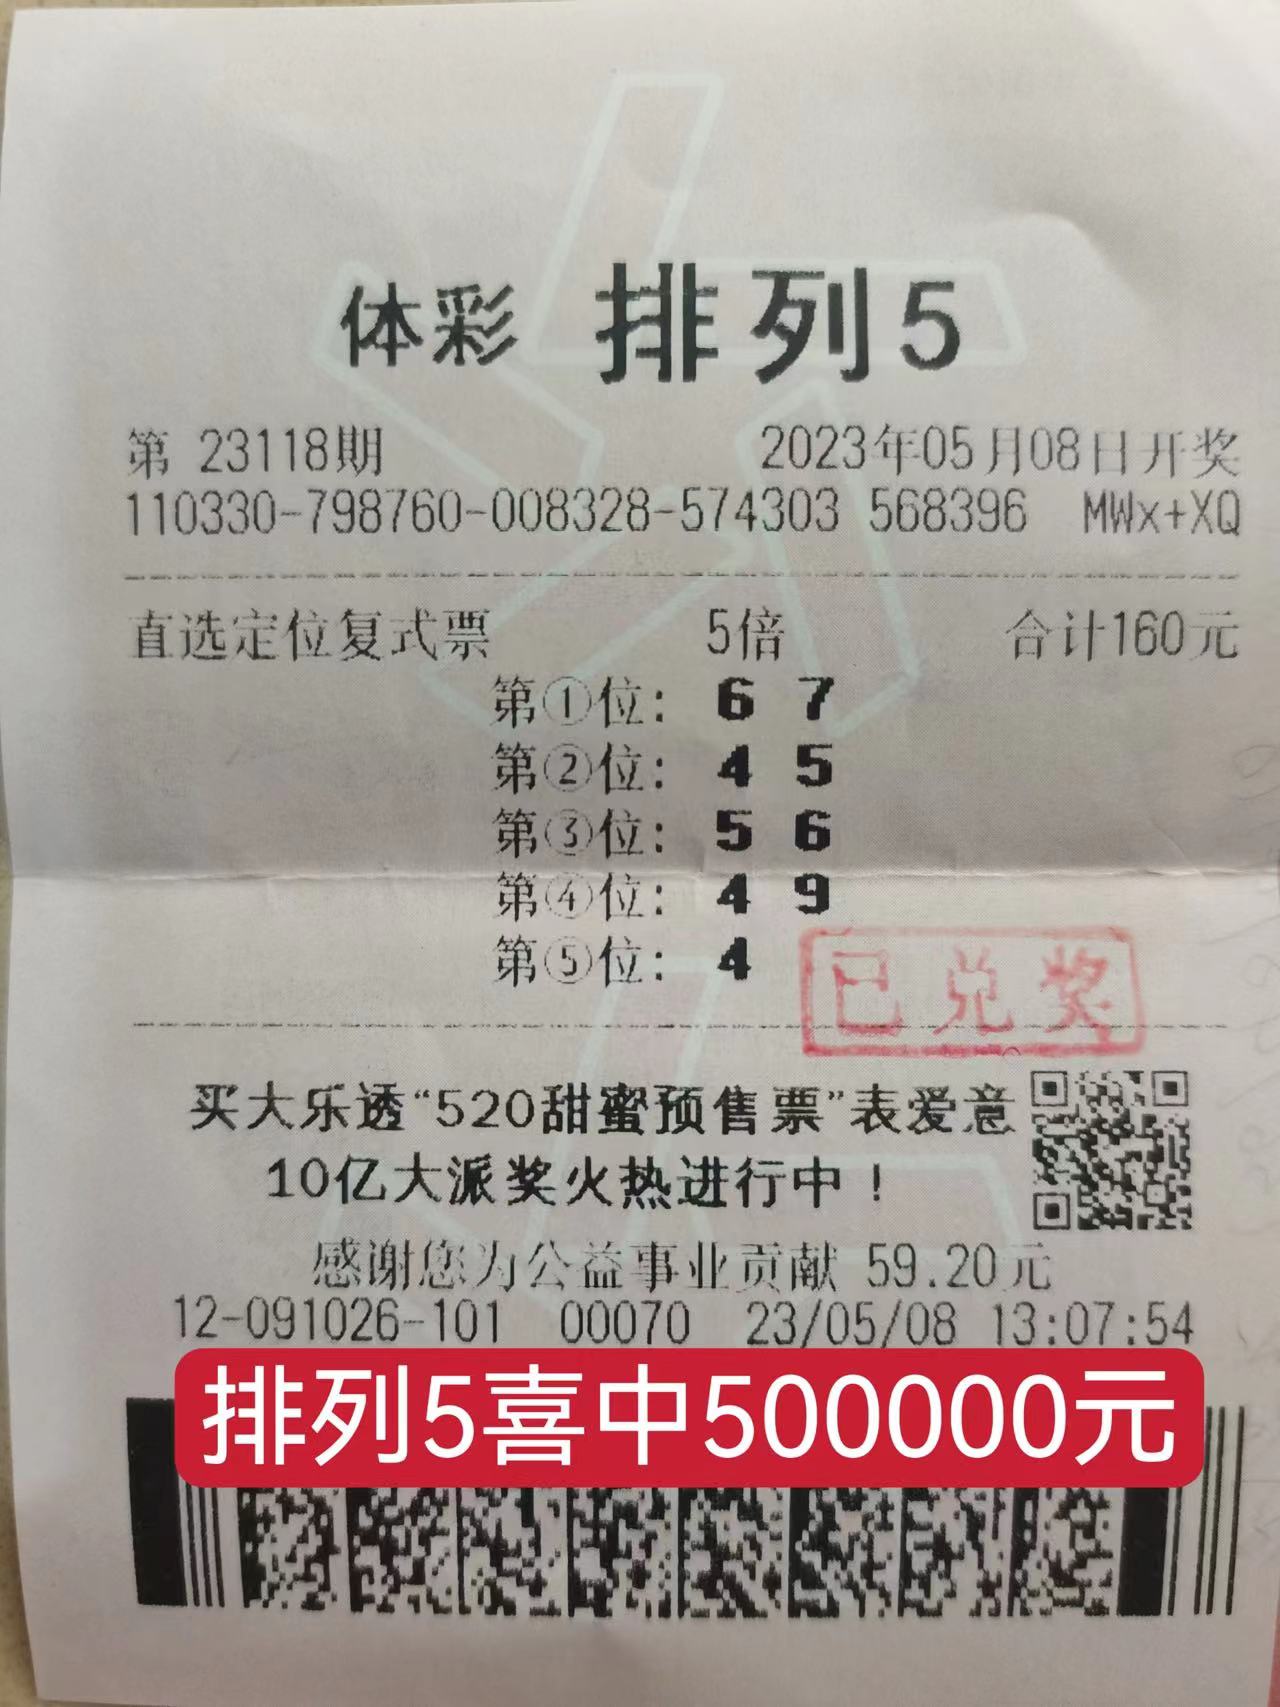 体彩 排列5
第 23118期 2023年05月08日开奖
110330-798760-008328-574303 568396 MWx+XQ
直选定位复式票 5倍 合计160元
第①位: 6 7
第②位: 4 5
第③位: 5 6
第④位: 4 9
第⑤位: 4
已兑奖
买大乐透“520甜蜜预售票”表爱意
10亿大派奖火热进行中！
感谢您为公益事业贡献 59.20元
12-091026-101 00070 23/05/08 13:07:54
排列5喜中500000元